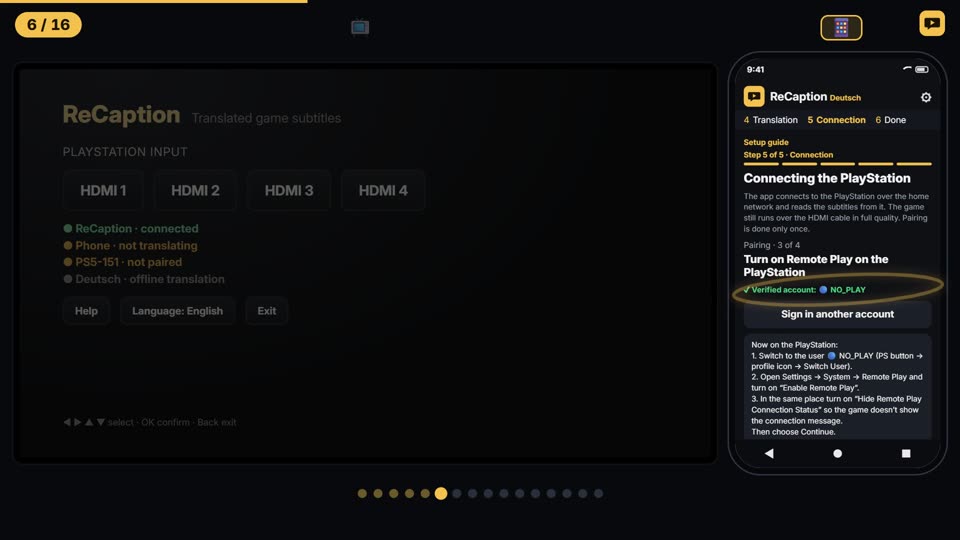 6 / 16
ReCaption Translated game subtitles
PLAYSTATION INPUT
HDMI 1 HDMI 2 HDMI 3 HDMI 4
ReCaption · connected
Phone · not translating
PS5-151 · not paired
Deutsch · offline translation
Help Language: English Exit
◀ ▶ ▲ ▼ select · OK confirm · Back exit
9:41
ReCaption Deutsch
4 Translation 5 Connection 6 Done
Setup guide
Step 5 of 5 · Connection
Connecting the PlayStation
The app connects to the PlayStation over the home
network and reads the subtitles from it. The game
still runs over the HDMI cable in full quality. Pairing
is done only once.
Pairing · 3 of 4
Turn on Remote Play on the
PlayStation
✓ Verified account: NO_PLAY
Sign in another account
Now on the PlayStation:
1. Switch to the user NO_PLAY (PS button →
profile icon → Switch User).
2. Open Settings → System → Remote Play and
turn on “Enable Remote Play”.
3. In the same place turn on “Hide Remote Play
Connection Status” so the game doesn’t show
the connection message.
Then choose Continue.